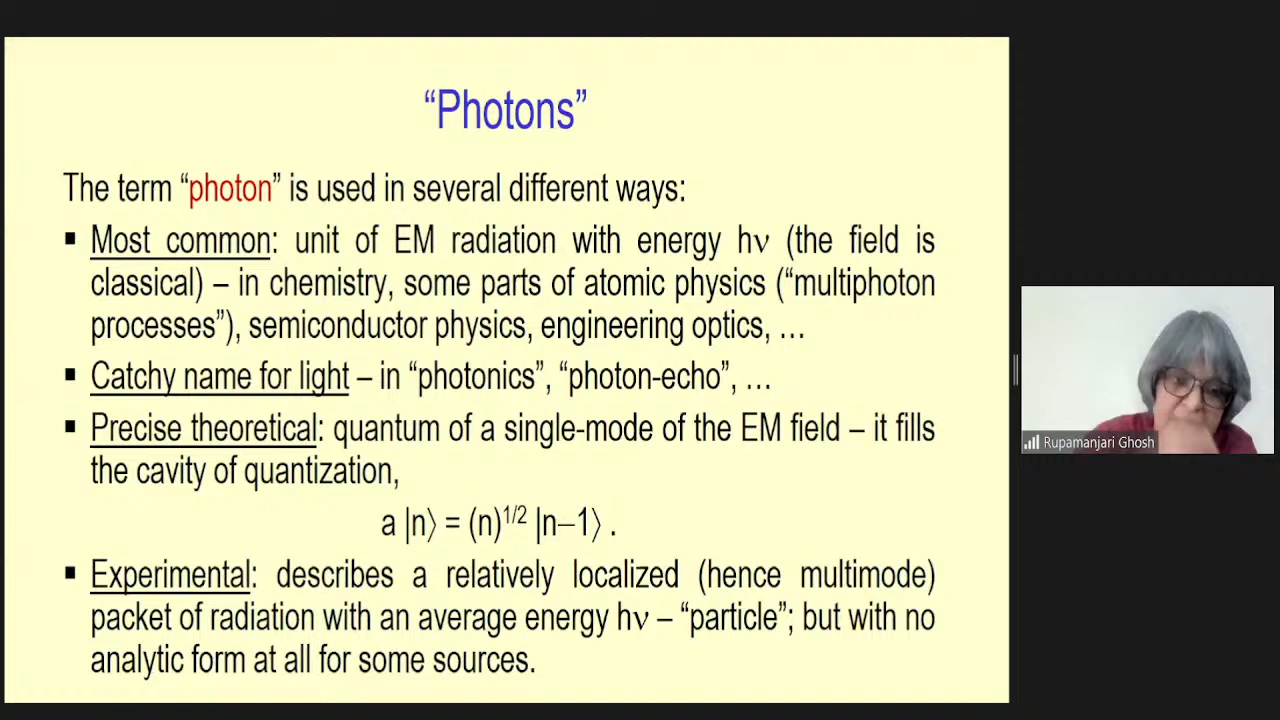 “Photons”
The term “photon” is used in several different ways:
▪ Most common: unit of EM radiation with energy hν (the field is
classical) – in chemistry, some parts of atomic physics (“multiphoton
processes”), semiconductor physics, engineering optics, …
▪ Catchy name for light – in “photonics”, “photon-echo”, …
▪ Precise theoretical: quantum of a single-mode of the EM field – it fills
the cavity of quantization,
a |n⟩ = (n)^1/2 |n−1⟩ .
▪ Experimental: describes a relatively localized (hence multimode)
packet of radiation with an average energy hν – “particle”; but with no
analytic form at all for some sources.
Rupamanjari Ghosh